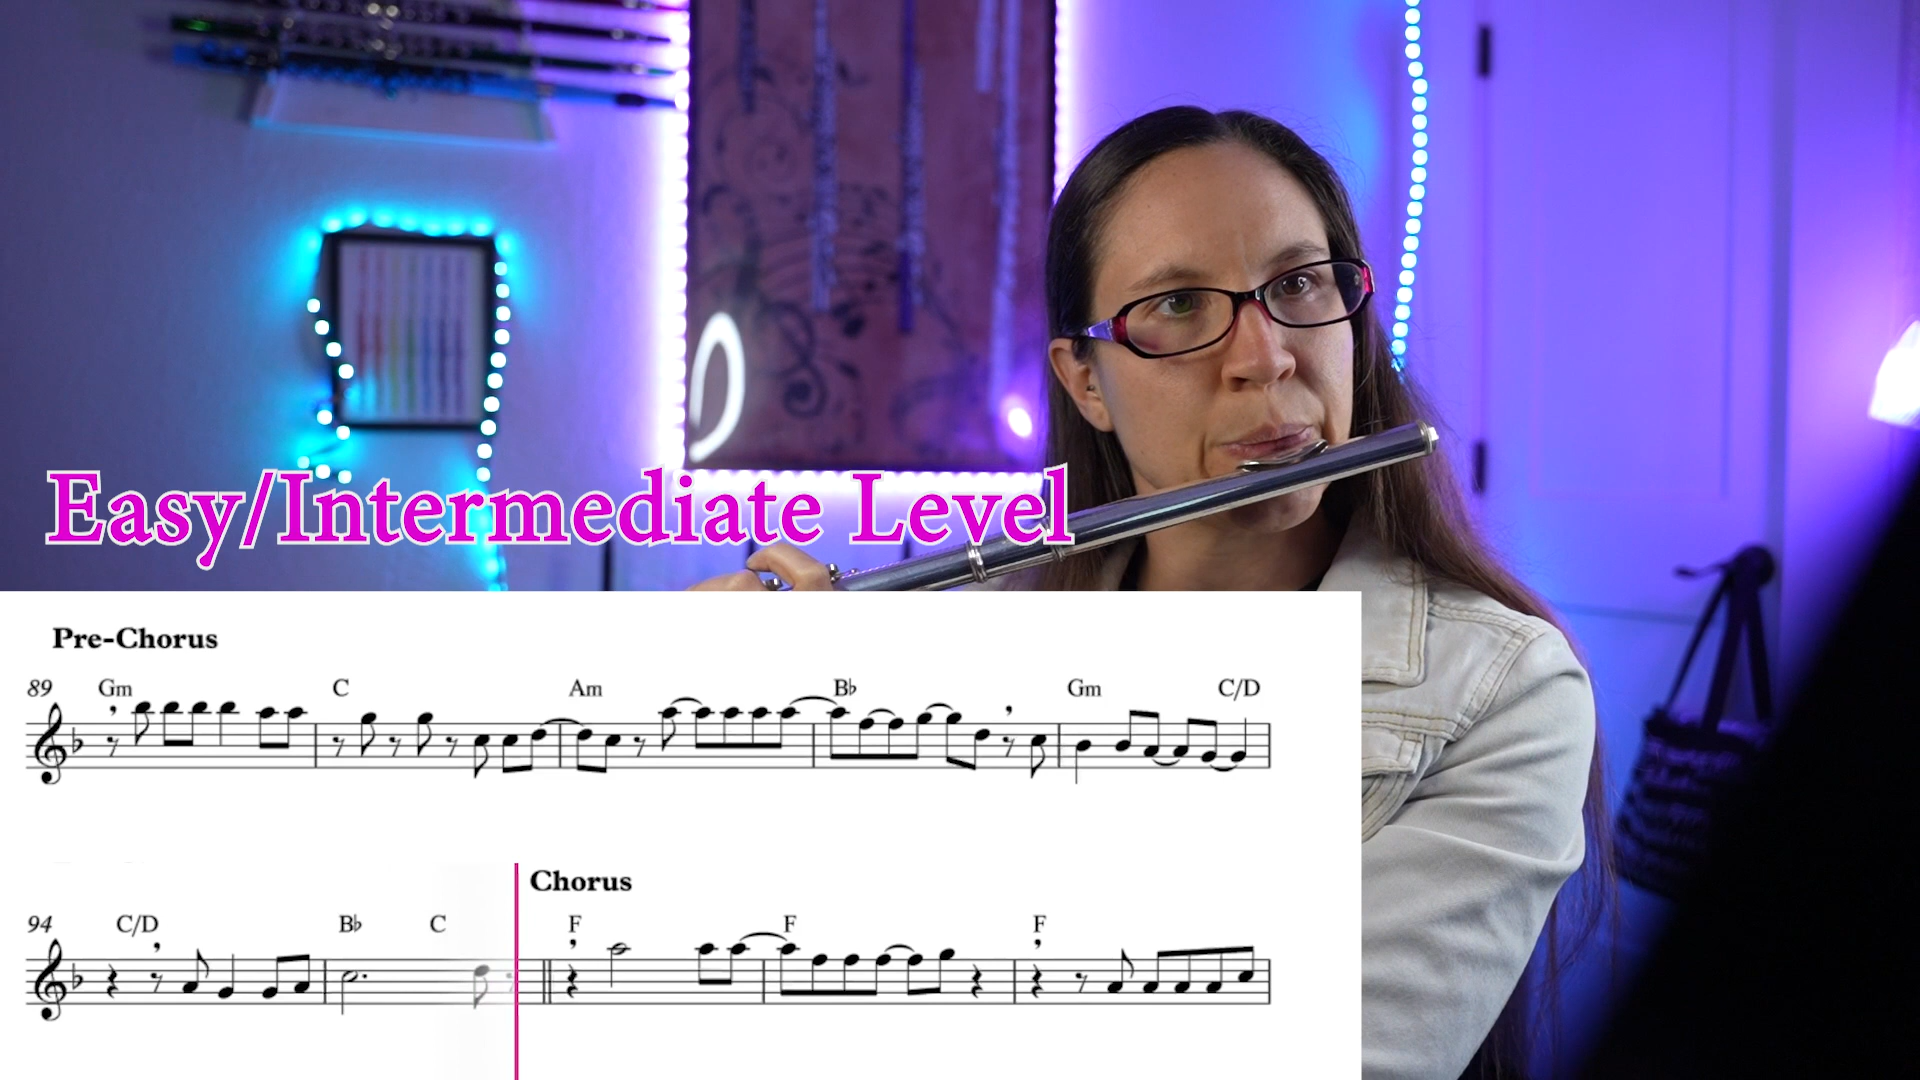 Easy/Intermediate Level
Pre-Chorus
89 Gm C Am B♭ Gm C/D
Chorus
94 C/D B♭ C F F F